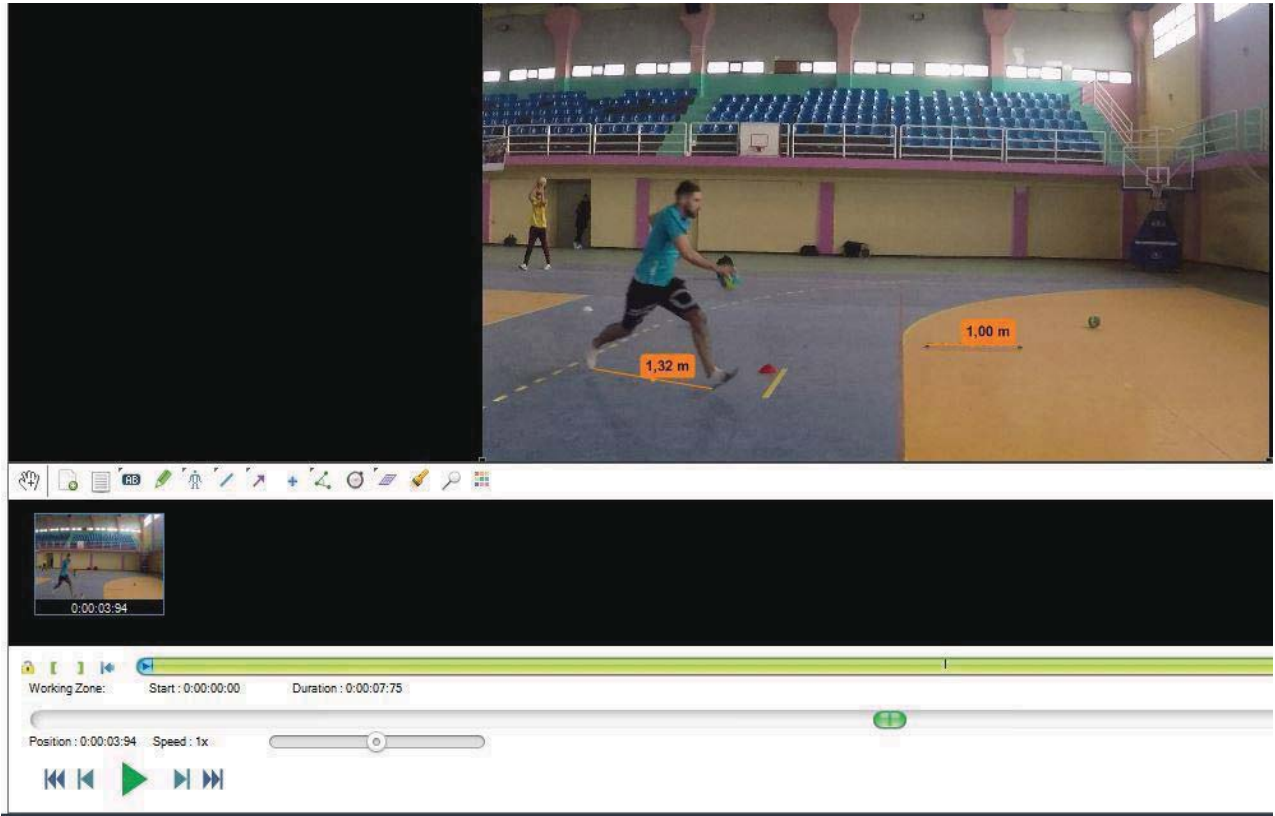 1,00 m
1,32 m
AB
0:00:03:94
Working Zone: Start : 0:00:00:00 Duration : 0:00:07:75
Position : 0:00:03:94 Speed : 1x